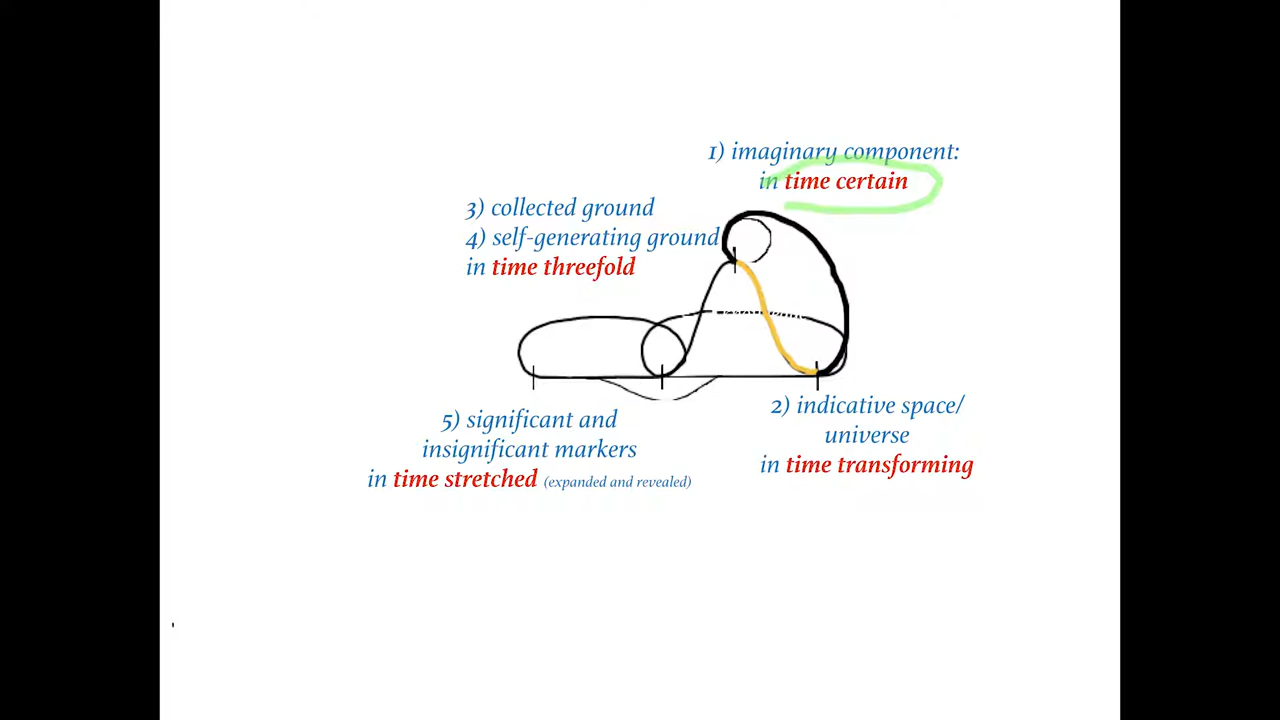 1) imaginary component:
in time certain
3) collected ground
4) self-generating ground
in time threefold
2) indicative space/
universe
in time transforming
5) significant and
insignificant markers
in time stretched (expanded and revealed)